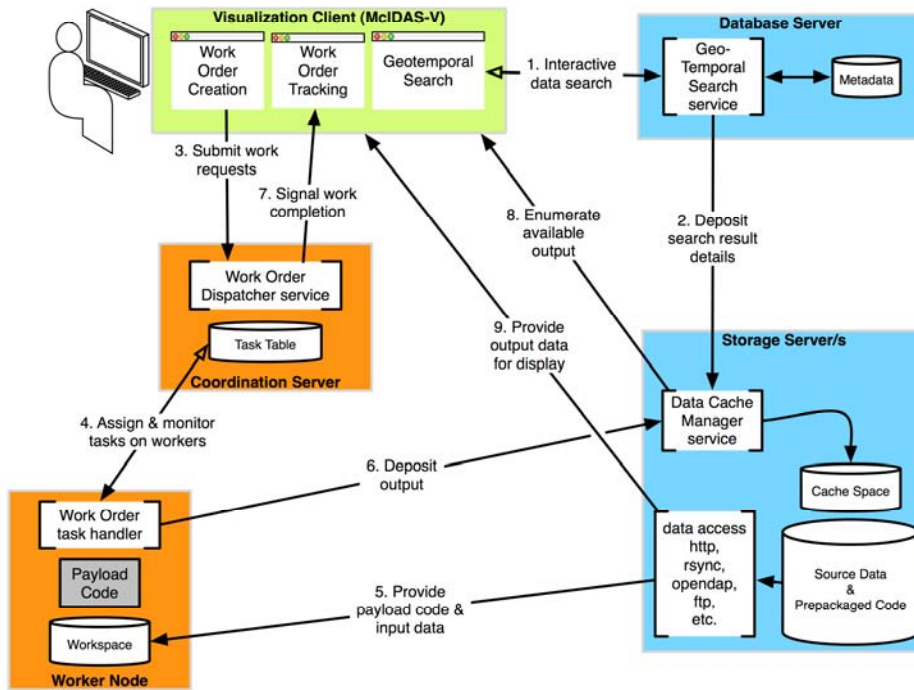 Visualization Client (McIDAS-V)
Work
Order
Creation
Work
Order
Tracking
Geotemporal
Search
1. Interactive
data search
Database Server
Geo-
Temporal
Search
service
Metadata
3. Submit work
requests
7. Signal work
completion
8. Enumerate
available
output
2. Deposit
search result
details
Work Order
Dispatcher service
Task Table
Coordination Server
9. Provide
output data
for display
Storage Server/s
Data Cache
Manager
service
Cache Space
4. Assign & monitor
tasks on workers
6. Deposit
output
Work Order
task handler
Payload
Code
Workspace
Worker Node
5. Provide
payload code &
input data
data access
http,
rsync,
opendap,
ftp,
etc.
Source Data
&
Prepackaged Code